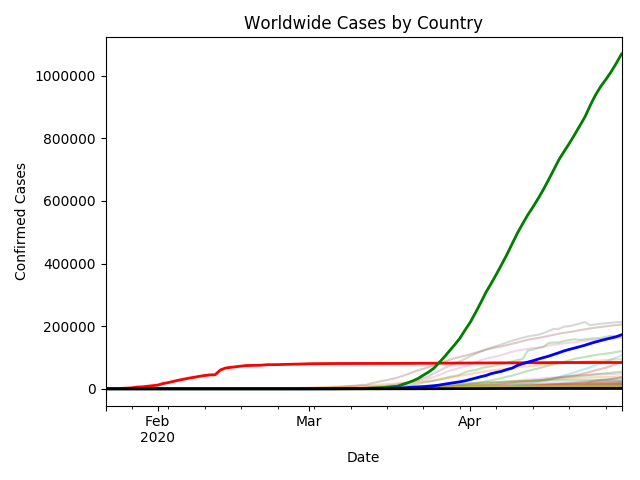 Worldwide Cases by Country
1000000
800000
600000
400000
200000
0
Confirmed Cases
Feb
2020
Mar
Apr
Date